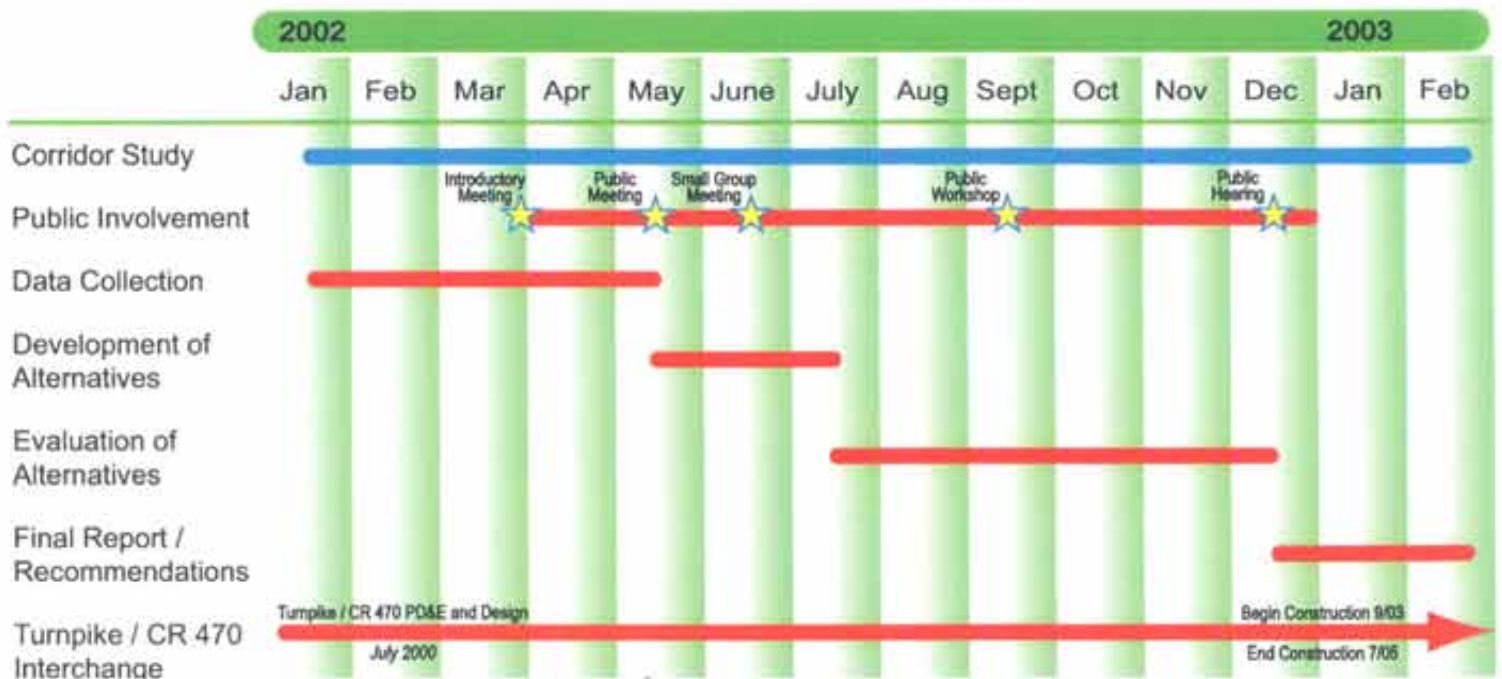 2002 2003
Jan Feb Mar Apr May June July Aug Sept Oct Nov Dec Jan Feb
Corridor Study
Introductory
Meeting
Public
Meeting
Small Group
Meeting
Public
Workshop
Public
Hearing
Public Involvement
Data Collection
Development of
Alternatives
Evaluation of
Alternatives
Final Report /
Recommendations
Turnpike / CR 470 PD&E and Design
Begin Construction 9/03
Turnpike / CR 470
Interchange
July 2000
End Construction 7/05